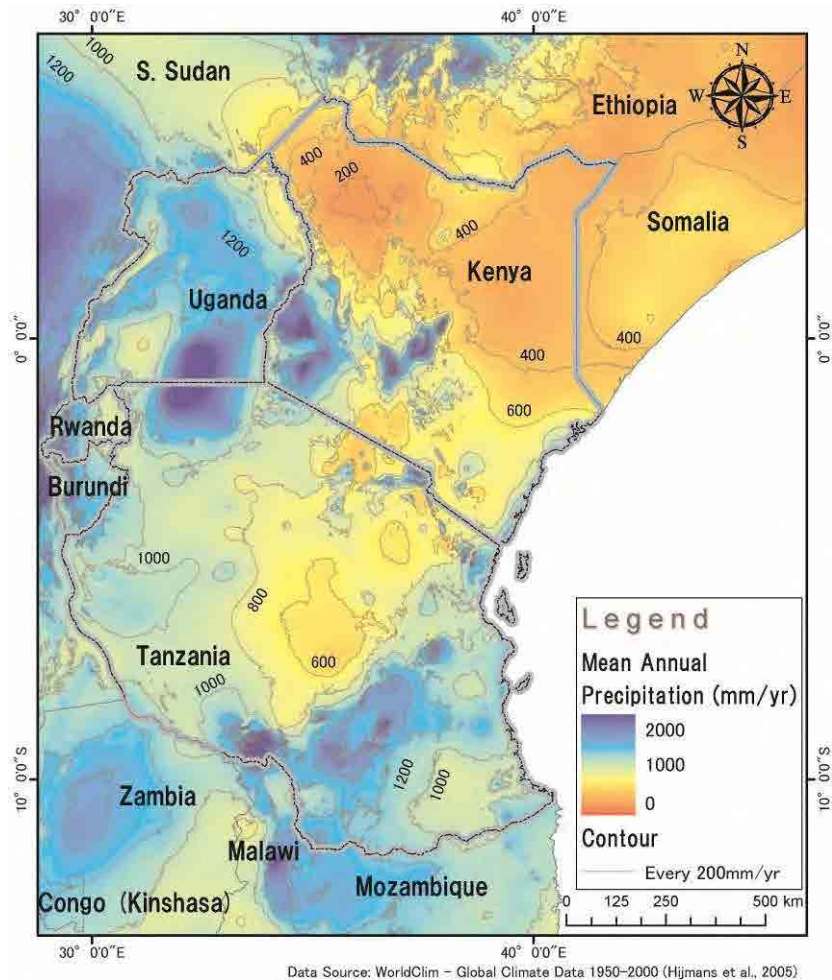 30° 0'0"E
40° 0'0"E
1000
1200
S. Sudan
Ethiopia
N
W
E
S
400
200
1200
400
Somalia
Kenya
Uganda
0° 0'0"
400
400
0° 0'0"
600
Rwanda
Burundi
1000
800
Tanzania
600
1000
1200
1000
10° 0'0"S
Zambia
Malawi
Mozambique
Congo (Kinshasa)
10° 0'0"S
Legend
Mean Annual
Precipitation (mm/yr)
2000
1000
0
Contour
Every 200mm/yr
0 125 250 500 km
30° 0'0"E
40° 0'0"E
Data Source: WorldClim - Global Climate Data 1950-2000 (Hijmans et al., 2005)